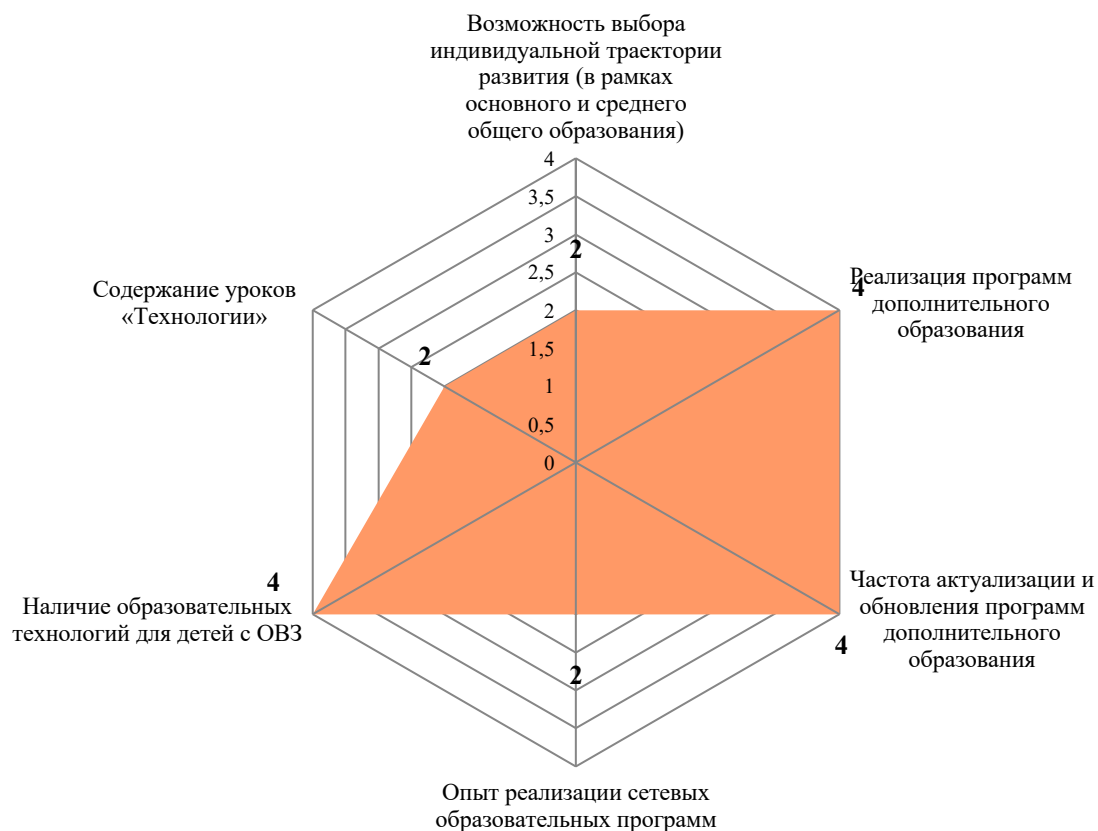 Возможность выбора
индивидуальной траектории
развития (в рамках
основного и среднего
общего образования)
4
3,5
3
2,5
2
1,5
1
0,5
0
2
Реализация программ
дополнительного
образования
4
Частота актуализации и
обновления программ
дополнительного
образования
4
2
Опыт реализации сетевых
образовательных программ
4
Наличие образовательных
технологий для детей с ОВЗ
Содержание уроков
«Технологии»
2